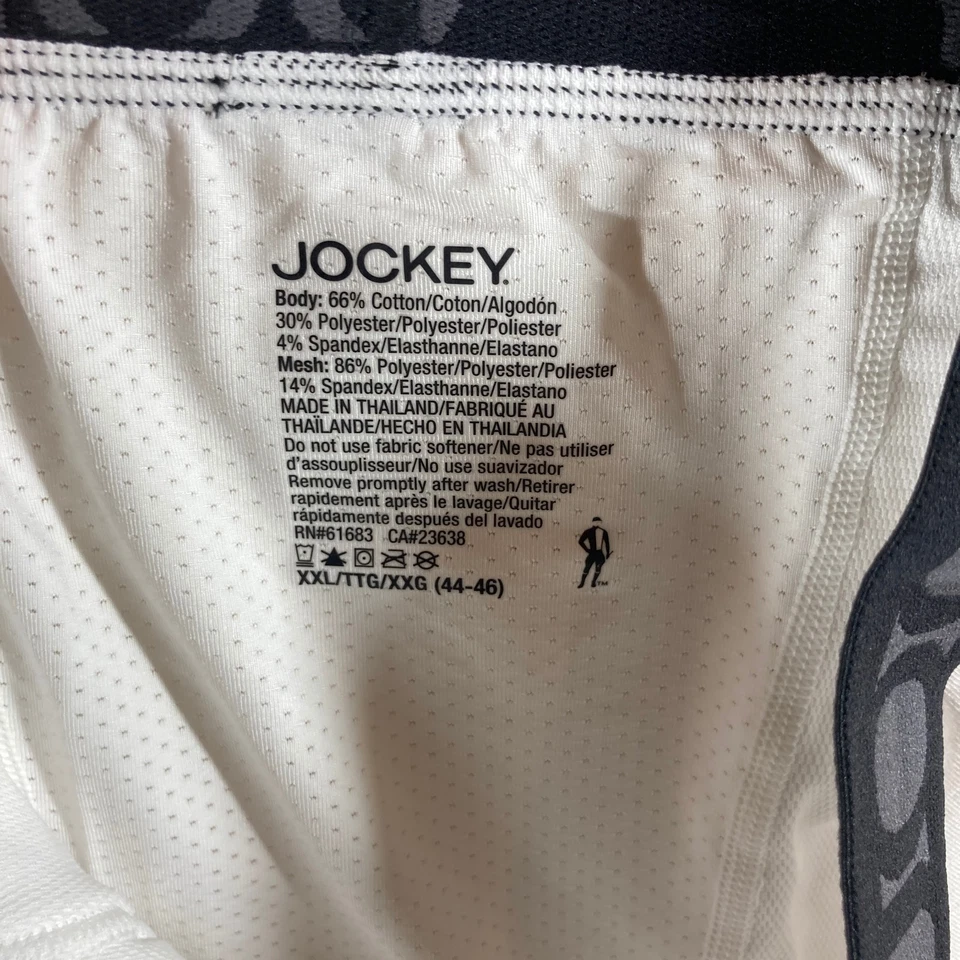 JOCKEY
Body: 66% Cotton/Coton/Algodón
30% Polyester/Polyester/Poliester
4% Spandex/Elasthanne/Elastano
Mesh: 86% Polyester/Polyester/Poliester
14% Spandex/Elasthanne/Elastano
MADE IN THAILAND/FABRIQUÉ AU
THAÏLANDE/HECHO EN THAILANDIA
Do not use fabric softener/Ne pas utiliser
d'assouplisseur/No use suavizador
Remove promptly after wash/Retirer
rapidement après le lavage/Quitar
rápidamente después del lavado
RN#61683 CA#23638
XXL/TTG/XXG (44-46)